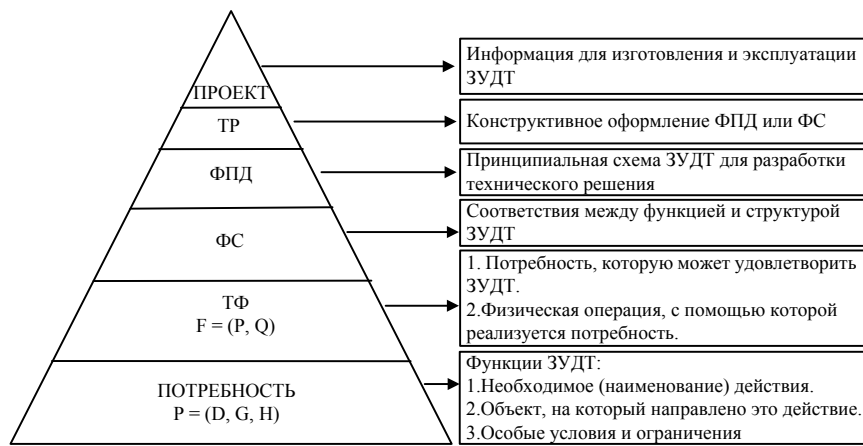 ПРОЕКТ
Информация для изготовления и эксплуатации
ЗУДТ
ТР
Конструктивное оформление ФПД или ФС
ФПД
Принципиальная схема ЗУДТ для разработки
технического решения
ФС
Соответствия между функцией и структурой
ЗУДТ
ТФ
F = (P, Q)
1. Потребность, которую может удовлетворить
ЗУДТ.
2.Физическая операция, с помощью которой
реализуется потребность.
ПОТРЕБНОСТЬ
P = (D, G, H)
Функции ЗУДТ:
1.Необходимое (наименование) действия.
2.Объект, на который направлено это действие.
3.Особые условия и ограничения